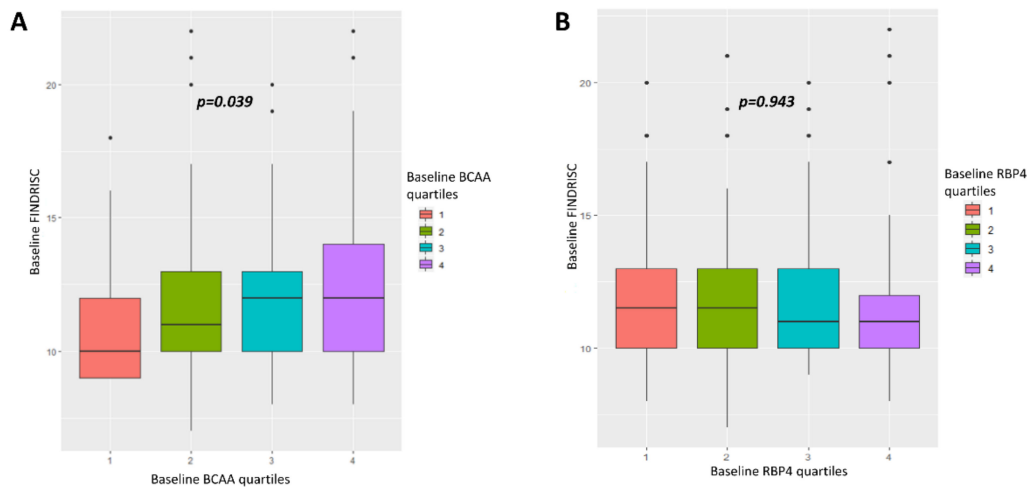 A
Baseline FINDRISC
20
15
10
p=0.039
1 2 3 4
Baseline BCAA quartiles
Baseline BCAA
quartiles
1
2
3
4
B
Baseline FINDRISC
20
15
10
p=0.943
1 2 3 4
Baseline RBP4 quartiles
Baseline RBP4
quartiles
1
2
3
4